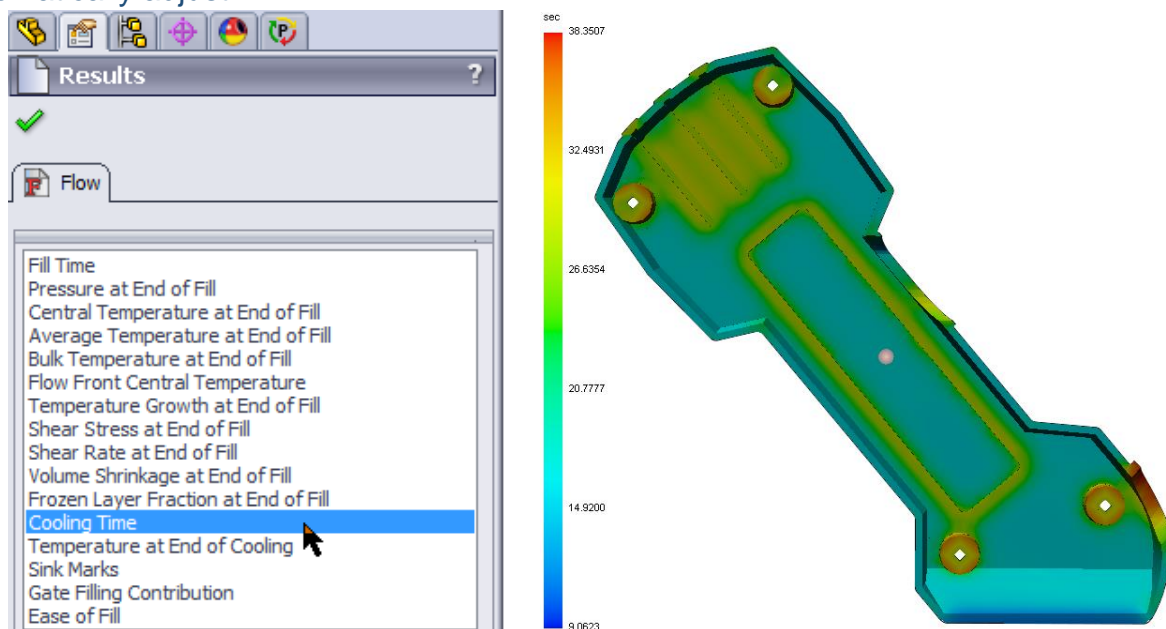 Results
?
Flow
Fill Time
Pressure at End of Fill
Central Temperature at End of Fill
Average Temperature at End of Fill
Bulk Temperature at End of Fill
Flow Front Central Temperature
Temperature Growth at End of Fill
Shear Stress at End of Fill
Shear Rate at End of Fill
Volume Shrinkage at End of Fill
Frozen Layer Fraction at End of Fill
Cooling Time
Temperature at End of Cooling
Sink Marks
Gate Filling Contribution
Ease of Fill
sec
38.3507
32.4931
26.6354
20.7777
14.9200
9.0623